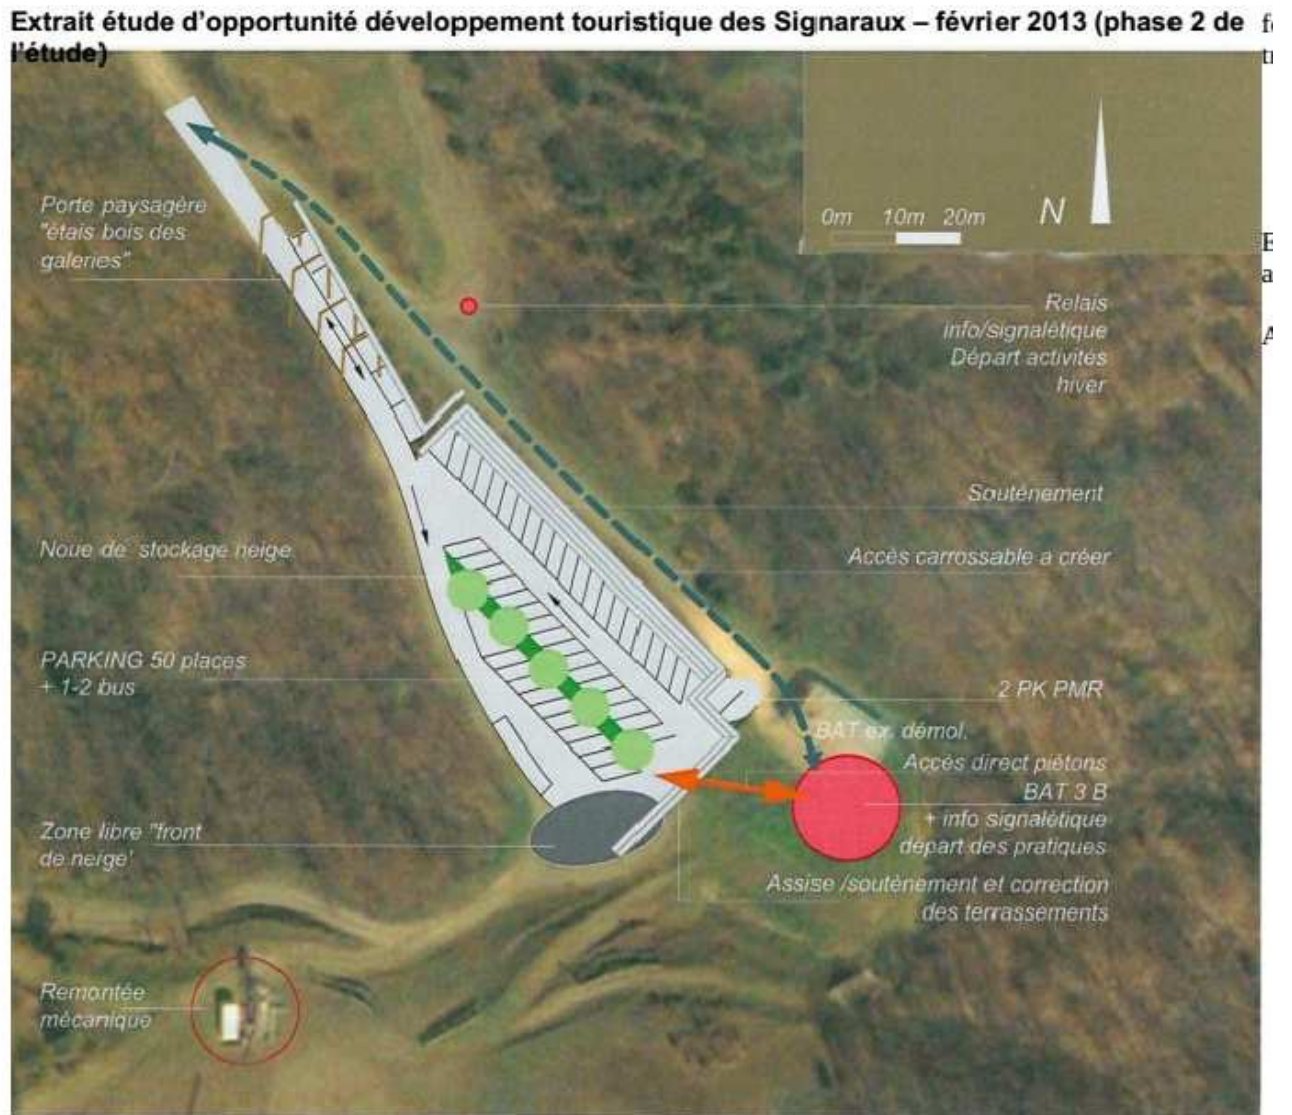 Extrait étude d'opportunité développement touristique des Signaraux – février 2013 (phase 2 de
l'étude)
Porte paysagère
"étais bois des
galeries"
0m 10m 20m
N
Relais
info/signalétique
Départ activités
hiver
Soutènement
Noue de stockage neige
Accès carrossable a créer
PARKING 50 places
+ 1-2 bus
2 PK PMR
BAT ex. démol.
Accès direct piétons
BAT 3 B
+ info signalétique
départ des pratiques
Zone libre "front
de neige'
Assise /soutènement et correction
des terrassements
Remontée
mécanique